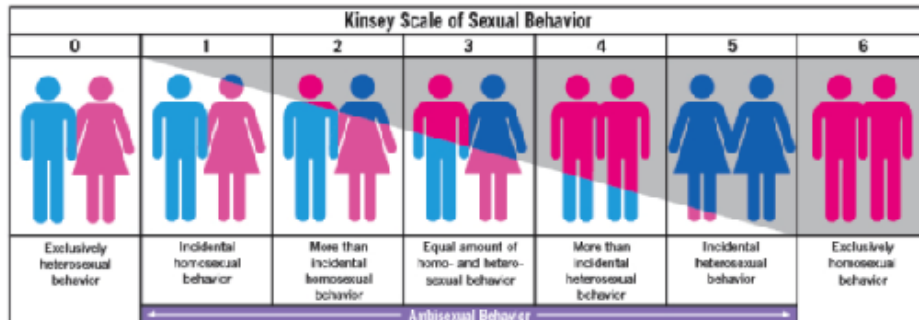 Kinsey Scale of Sexual Behavior
0 1 2 3 4 5 6
Exclusively
heterosexual
behavior
Incidental
homosexual
behavior
More than
incidental
homosexual
behavior
Equal amount of
homo- and hetero-
sexual behavior
More than
incidental
heterosexual
behavior
Incidental
heterosexual
behavior
Exclusively
homosexual
behavior
Ambisexual Behavior